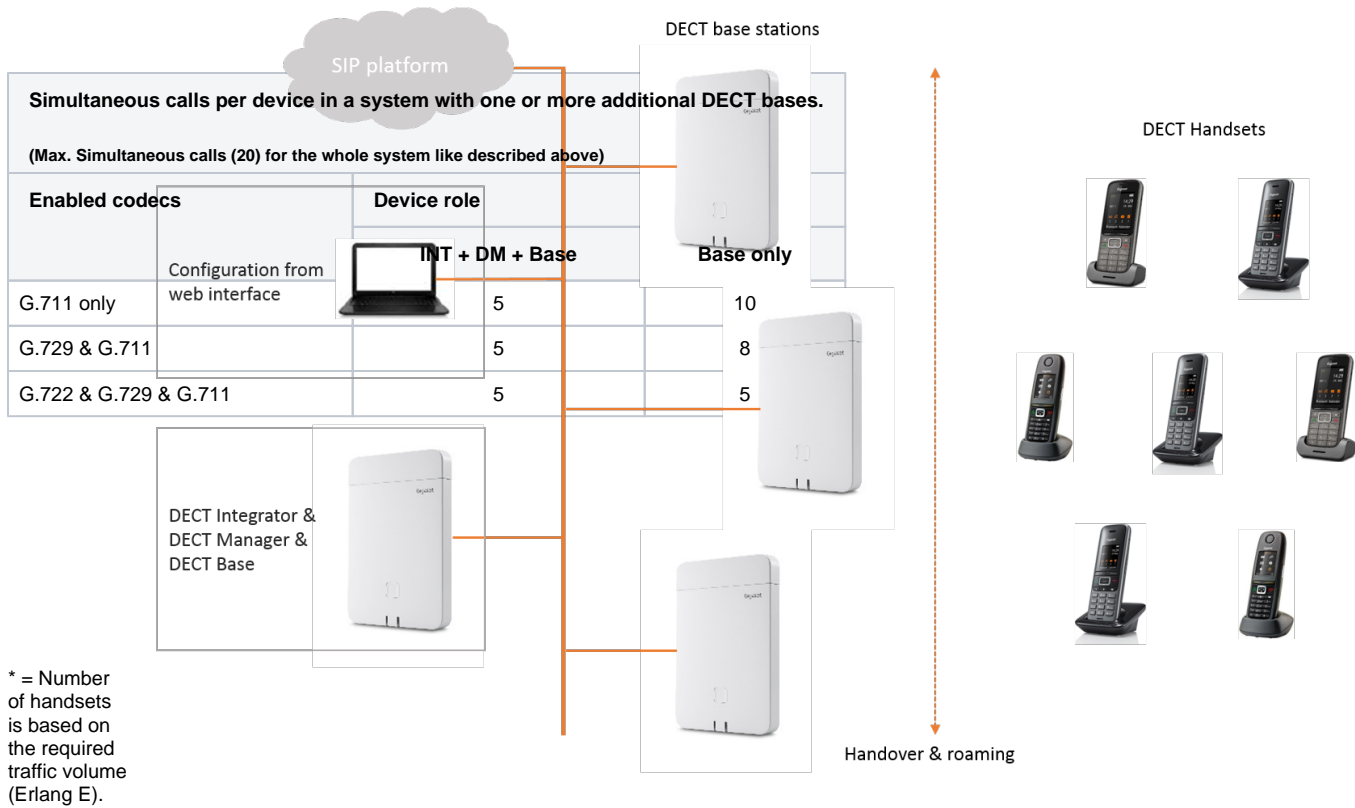 DECT base stations
SIP platform
Simultaneous calls per device in a system with one or more additional DECT bases.
(Max. Simultaneous calls (20) for the whole system like described above)
DECT Handsets
Enabled codecs
Device role
INT + DM + Base
Base only
Configuration from
web interface
G.711 only
5
10
G.729 & G.711
5
8
G.722 & G.729 & G.711
5
5
Gigaset
Gigaset
Gigaset
Gigaset
DECT Integrator &
DECT Manager &
DECT Base
* = Number
of handsets
is based on
the required
traffic volume
(Erlang E).
Handover & roaming